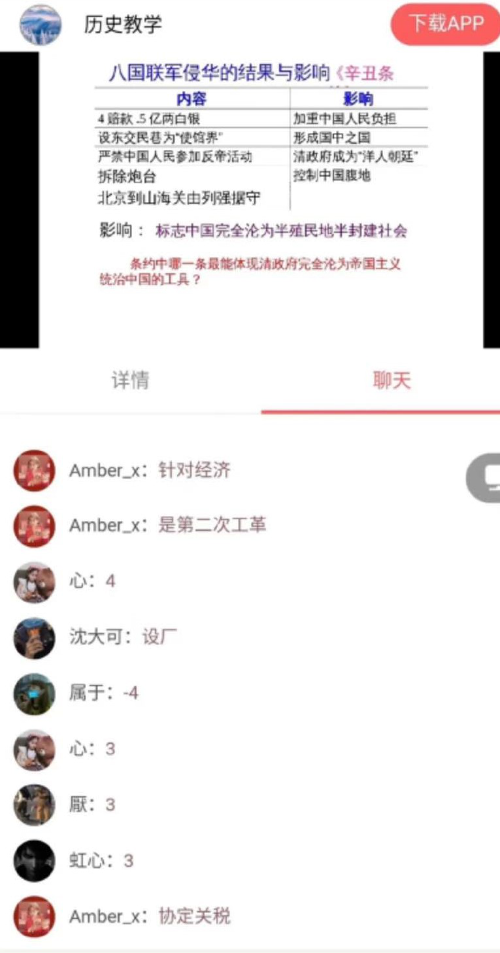 历史教学
下载APP
八国联军侵华的结果与影响《辛丑条
内容 影响
4 赔款 .5 亿两白银 加重中国人民负担
设东交民巷为“使馆界” 形成国中之国
严禁中国人民参加反帝活动 清政府成为“洋人朝廷”
拆除炮台 控制中国腹地
北京到山海关由列强据守
影响： 标志中国完全沦为半殖民地半封建社会
条约中哪一条最能体现清政府完全沦为帝国主义
统治中国的工具？
详情 聊天
Amber_x：针对经济
Amber_x：是第二次工革
心：4
沈大可：设厂
属于：-4
心：3
厭：3
虹心：3
Amber_x：协定关税